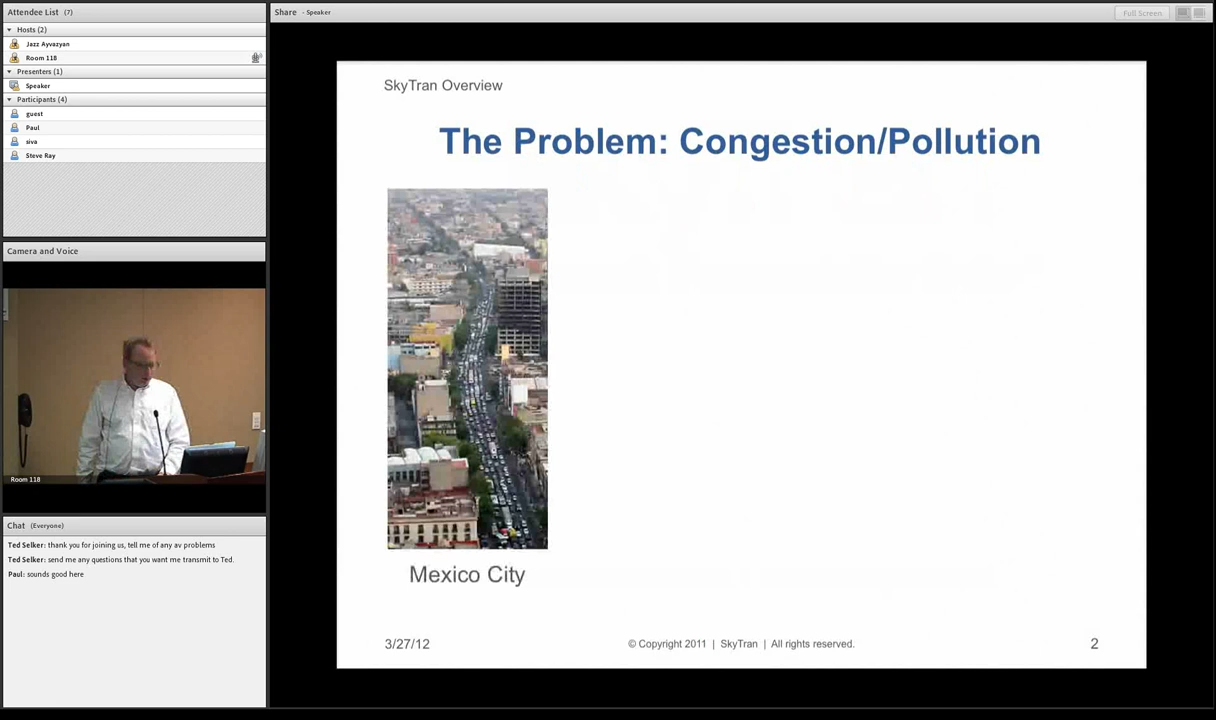 Attendee List (7)
Hosts (2)
Jazz Ayvazyan
Room 118
Presenters (1)
Speaker
Participants (4)
guest
Paul
siva
Steve Ray
Camera and Voice
Room 118
Chat (Everyone)
Ted Selker: thank you for joining us, tell me of any av problems
Ted Selker: send me any questions that you want me transmit to Ted.
Paul: sounds good here
Share - Speaker
Full Screen
SkyTran Overview
The Problem: Congestion/Pollution
Mexico City
3/27/12
© Copyright 2011 | SkyTran | All rights reserved.
2